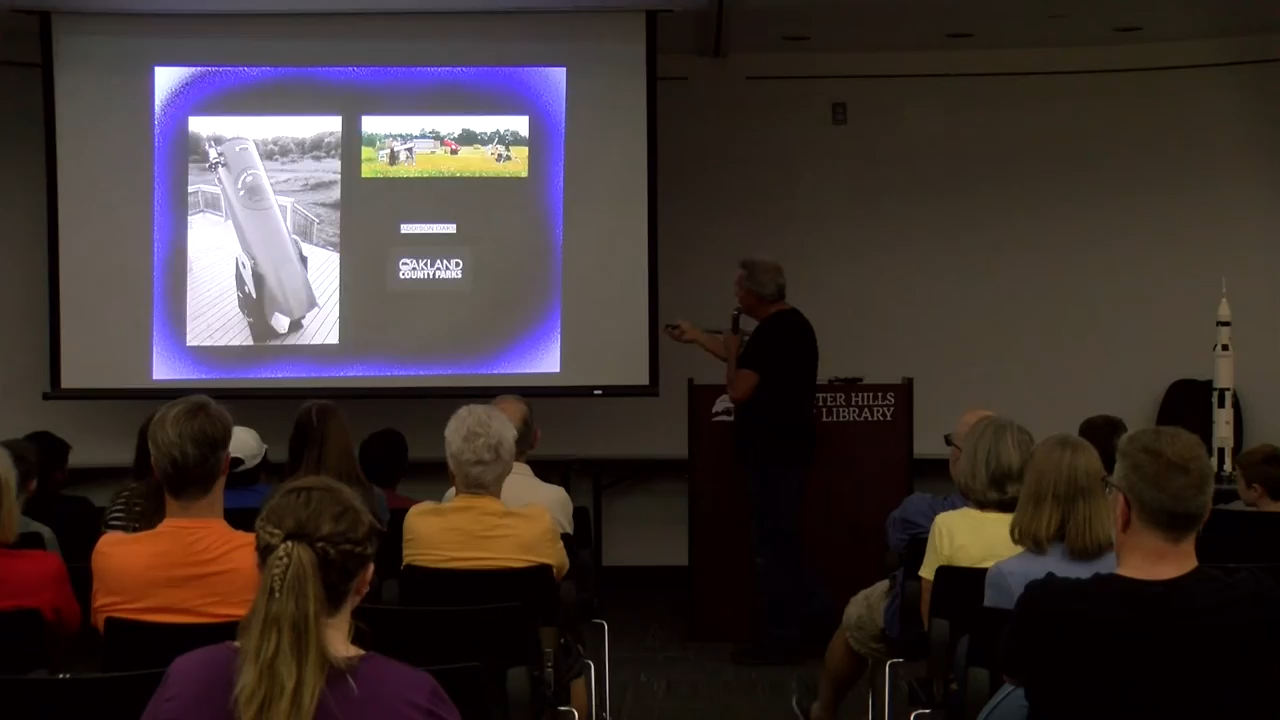 ADDISON OAKS
OAKLAND
COUNTY PARKS
TER HILLS
LIBRARY